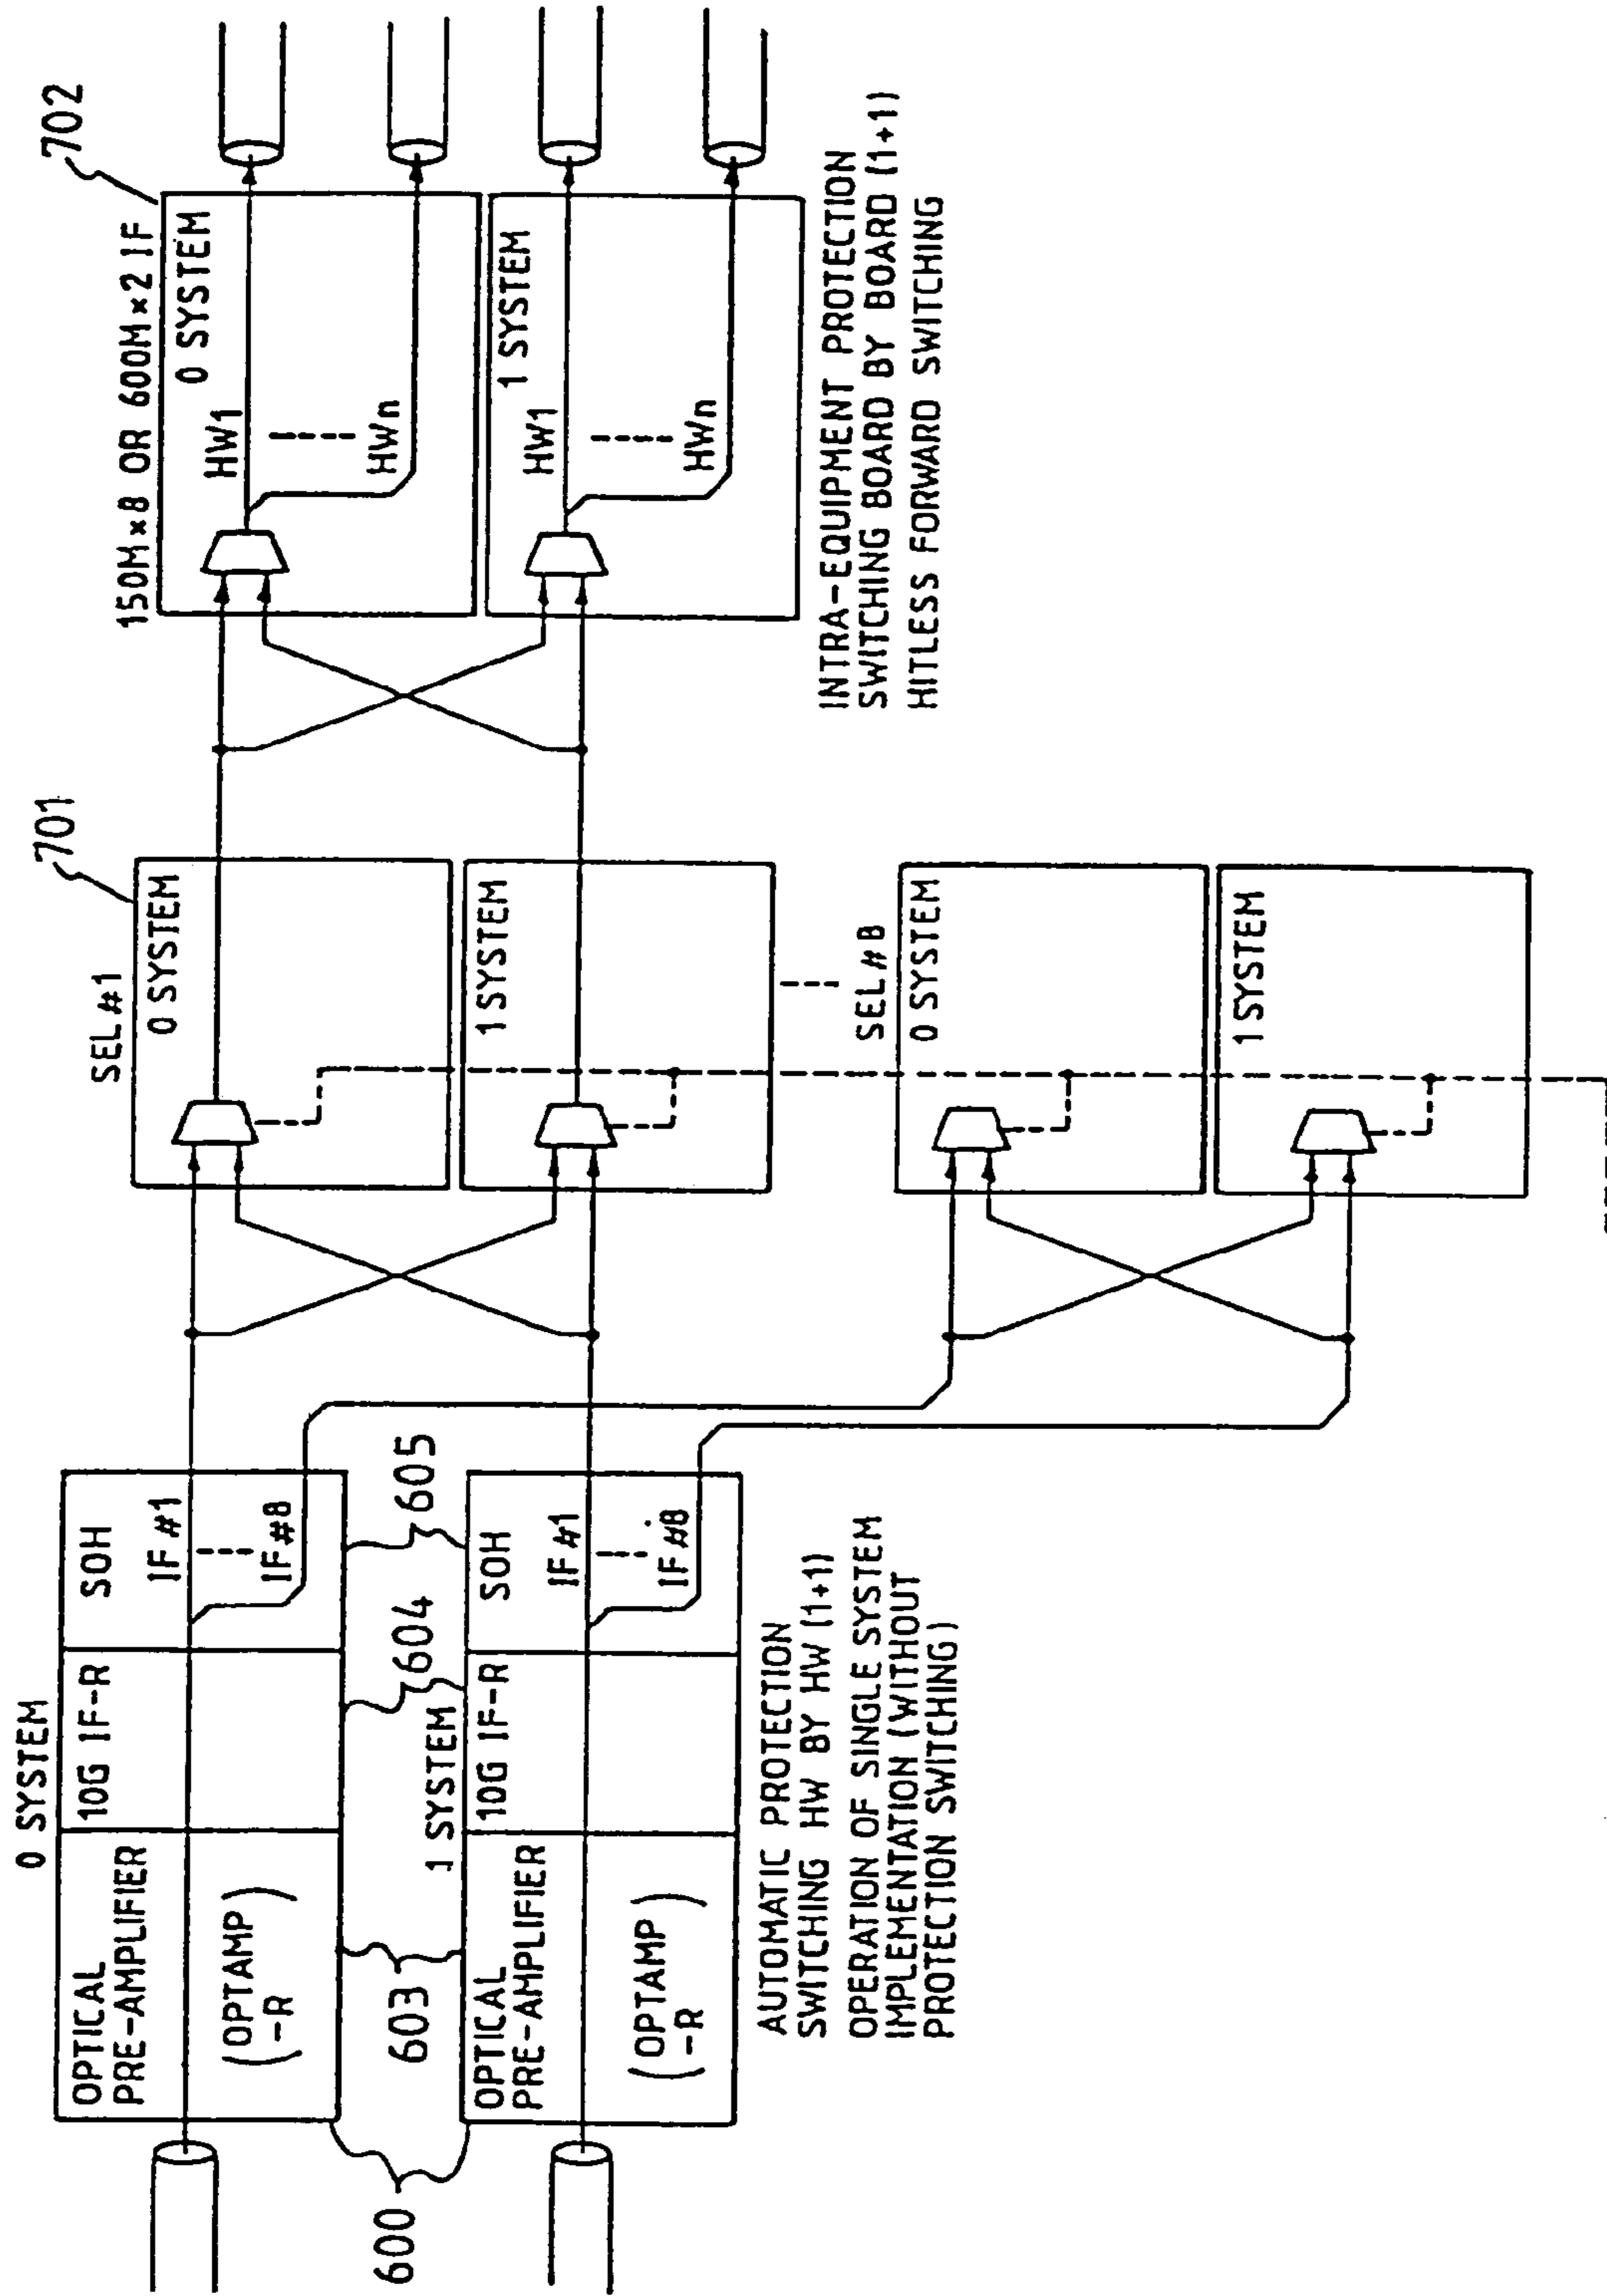 0 SYSTEM
OPTICAL
PRE-AMPLIFIER
(OPTAMP
-R)
10G IF-R
SOH
IF #1
IF#8
600
603
604
605
1 SYSTEM
OPTICAL
PRE-AMPLIFIER
(OPTAMP
-R)
10G IF-R
SOH
IF #1
IF #8
AUTOMATIC PROTECTION
SWITCHING HW BY HW (1+1)
OPERATION OF SINGLE SYSTEM
IMPLEMENTATION (WITHOUT
PROTECTION SWITCHING)
SEL #1
701
0 SYSTEM
1 SYSTEM
SEL #8
0 SYSTEM
1 SYSTEM
150M×8 OR 600M×2 IF
702
0 SYSTEM
HW1
HWn
1 SYSTEM
HW1
HWn
INTRA-EQUIPMENT PROTECTION
SWITCHING BOARD BY BOARD (1+1)
HITLESS FORWARD SWITCHING